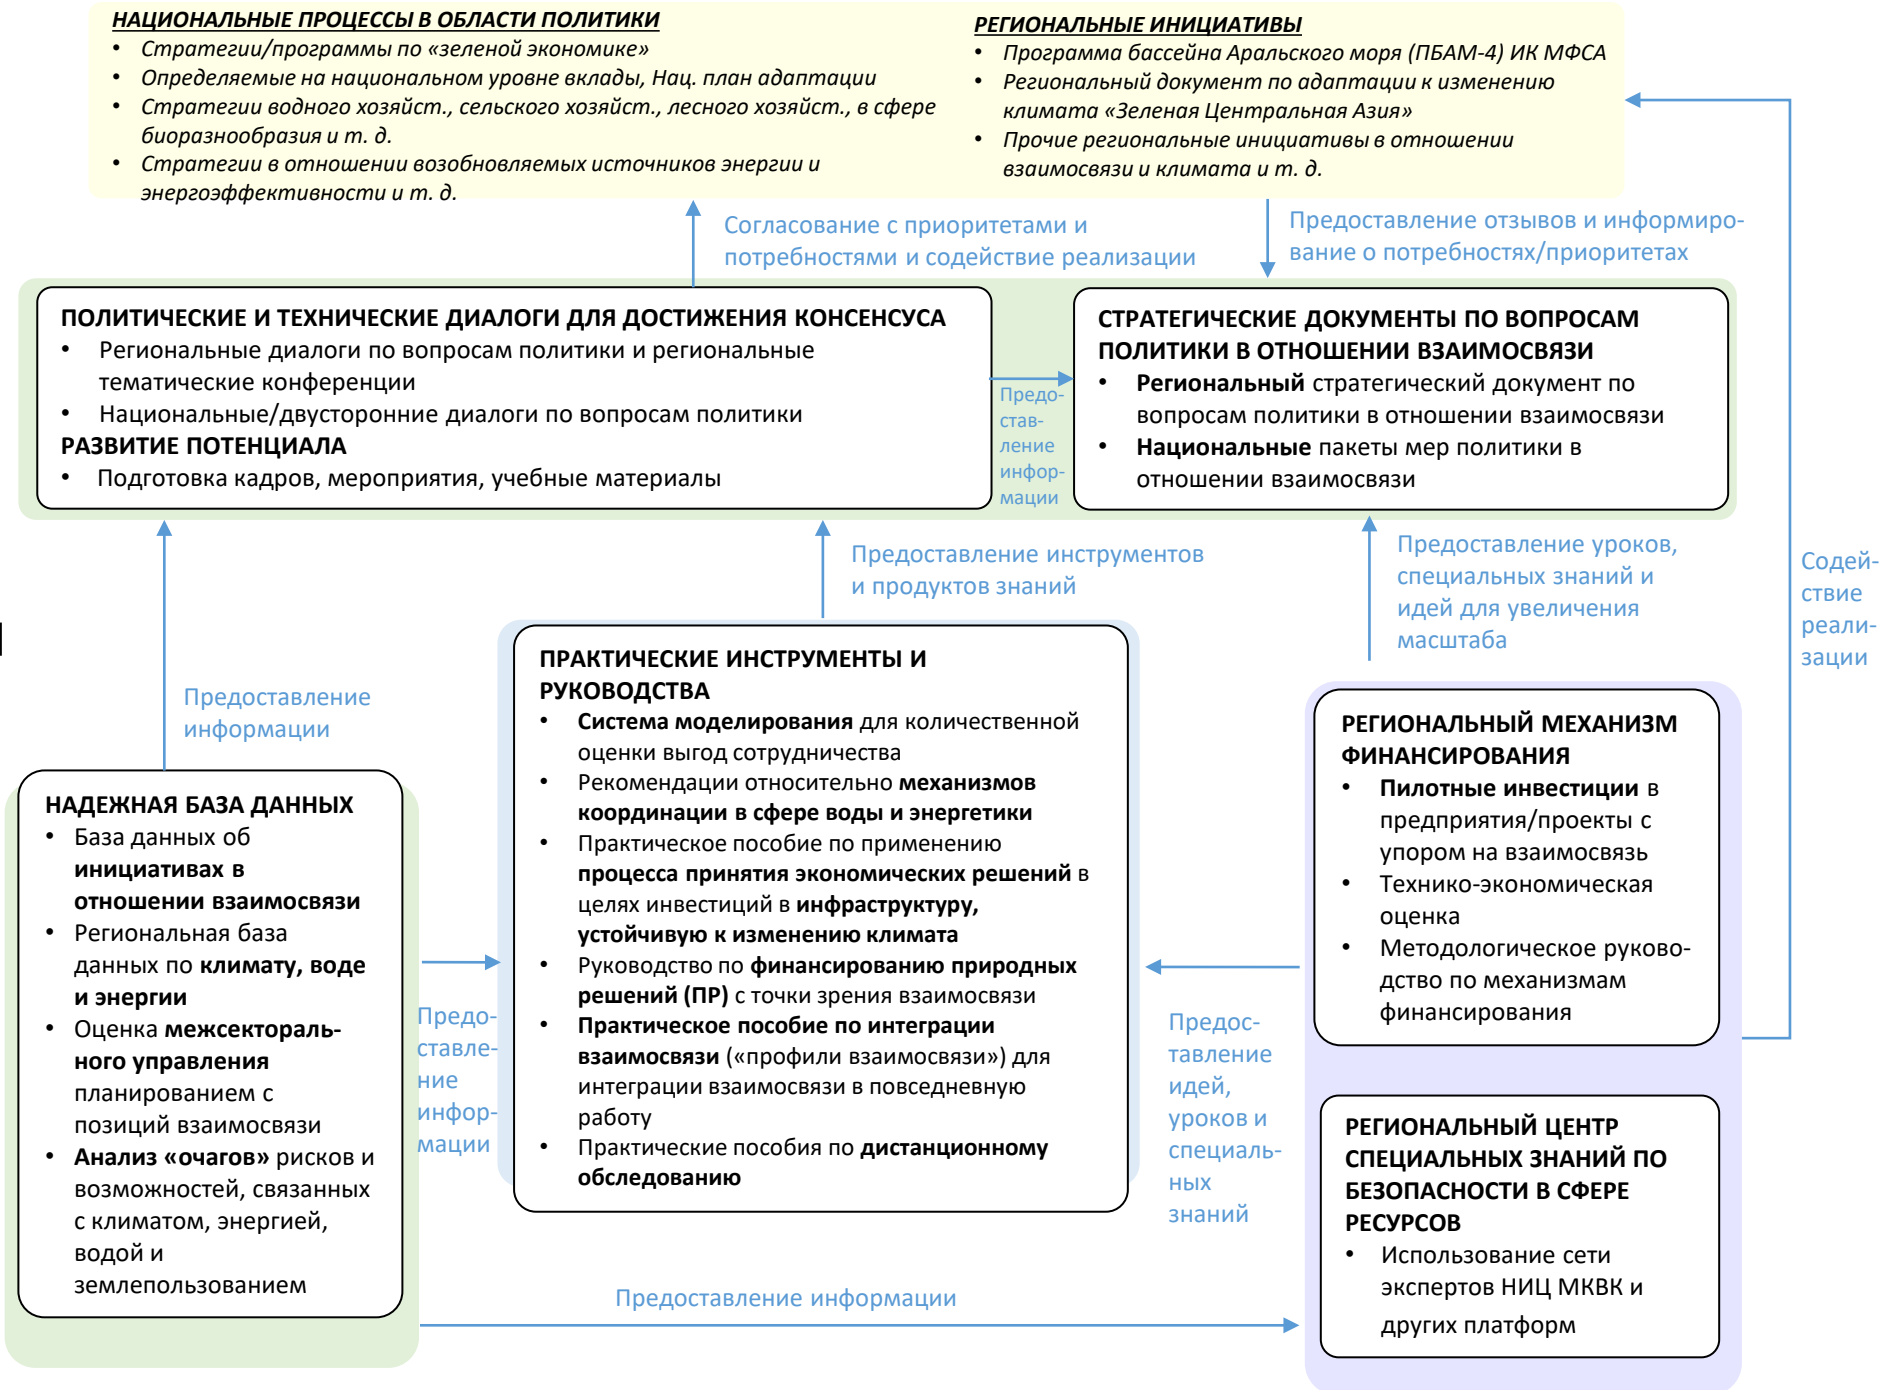 НАЦИОНАЛЬНЫЕ ПРОЦЕССЫ В ОБЛАСТИ ПОЛИТИКИ
• Стратегии/программы по «зеленой экономике»
• Определяемые на национальном уровне вклады, Нац. план адаптации
• Стратегии водного хозяйст., сельского хозяйст., лесного хозяйст., в сфере
биоразнообразия и т. д.
• Стратегии в отношении возобновляемых источников энергии и
энергоэффективности и т. д.
РЕГИОНАЛЬНЫЕ ИНИЦИАТИВЫ
• Программа бассейна Аральского моря (ПБАМ-4) ИК МФСА
• Региональный документ по адаптации к изменению
климата «Зеленая Центральная Азия»
• Прочие региональные инициативы в отношении
взаимосвязи и климата и т. д.
Согласование с приоритетами и
потребностями и содействие реализации
Предоставление отзывов и информиро-
вание о потребностях/приоритетах
ПОЛИТИЧЕСКИЕ И ТЕХНИЧЕСКИЕ ДИАЛОГИ ДЛЯ ДОСТИЖЕНИЯ КОНСЕНСУСА
• Региональные диалоги по вопросам политики и региональные
тематические конференции
• Национальные/двусторонние диалоги по вопросам политики
РАЗВИТИЕ ПОТЕНЦИАЛА
• Подготовка кадров, мероприятия, учебные материалы
Предо-
став-
ление
инфор-
мации
СТРАТЕГИЧЕСКИЕ ДОКУМЕНТЫ ПО ВОПРОСАМ
ПОЛИТИКИ В ОТНОШЕНИИ ВЗАИМОСВЯЗИ
• Региональный стратегический документ по
вопросам политики в отношении взаимосвязи
• Национальные пакеты мер политики в
отношении взаимосвязи
Предоставление
информации
Предоставление инструментов
и продуктов знаний
Предоставление уроков,
специальных знаний и
идей для увеличения
масштаба
Содей-
ствие
реали-
зации
НАДЕЖНАЯ БАЗА ДАННЫХ
• База данных об
инициативах в
отношении взаимосвязи
• Региональная база
данных по климату, воде
и энергии
• Оценка межсектораль-
ного управления
планированием с
позиций взаимосвязи
• Анализ «очагов» рисков и
возможностей, связанных
с климатом, энергией,
водой и
землепользованием
Предо-
ставле-
ние
инфор-
мации
ПРАКТИЧЕСКИЕ ИНСТРУМЕНТЫ И
РУКОВОДСТВА
• Система моделирования для количественной
оценки выгод сотрудничества
• Рекомендации относительно механизмов
координации в сфере воды и энергетики
• Практическое пособие по применению
процесса принятия экономических решений в
целях инвестиций в инфраструктуру,
устойчивую к изменению климата
• Руководство по финансированию природных
решений (ПР) с точки зрения взаимосвязи
• Практическое пособие по интеграции
взаимосвязи («профили взаимосвязи») для
интеграции взаимосвязи в повседневную
работу
• Практические пособия по дистанционному
обследованию
Предос-
тавление
идей,
уроков и
специаль-
ных
знаний
РЕГИОНАЛЬНЫЙ МЕХАНИЗМ
ФИНАНСИРОВАНИЯ
• Пилотные инвестиции в
предприятия/проекты с
упором на взаимосвязь
• Технико-экономическая
оценка
• Методологическое руково-
дство по механизмам
финансирования
РЕГИОНАЛЬНЫЙ ЦЕНТР
СПЕЦИАЛЬНЫХ ЗНАНИЙ ПО
БЕЗОПАСНОСТИ В СФЕРЕ
РЕСУРСОВ
• Использование сети
экспертов НИЦ МКВК и
других платформ
Предоставление информации